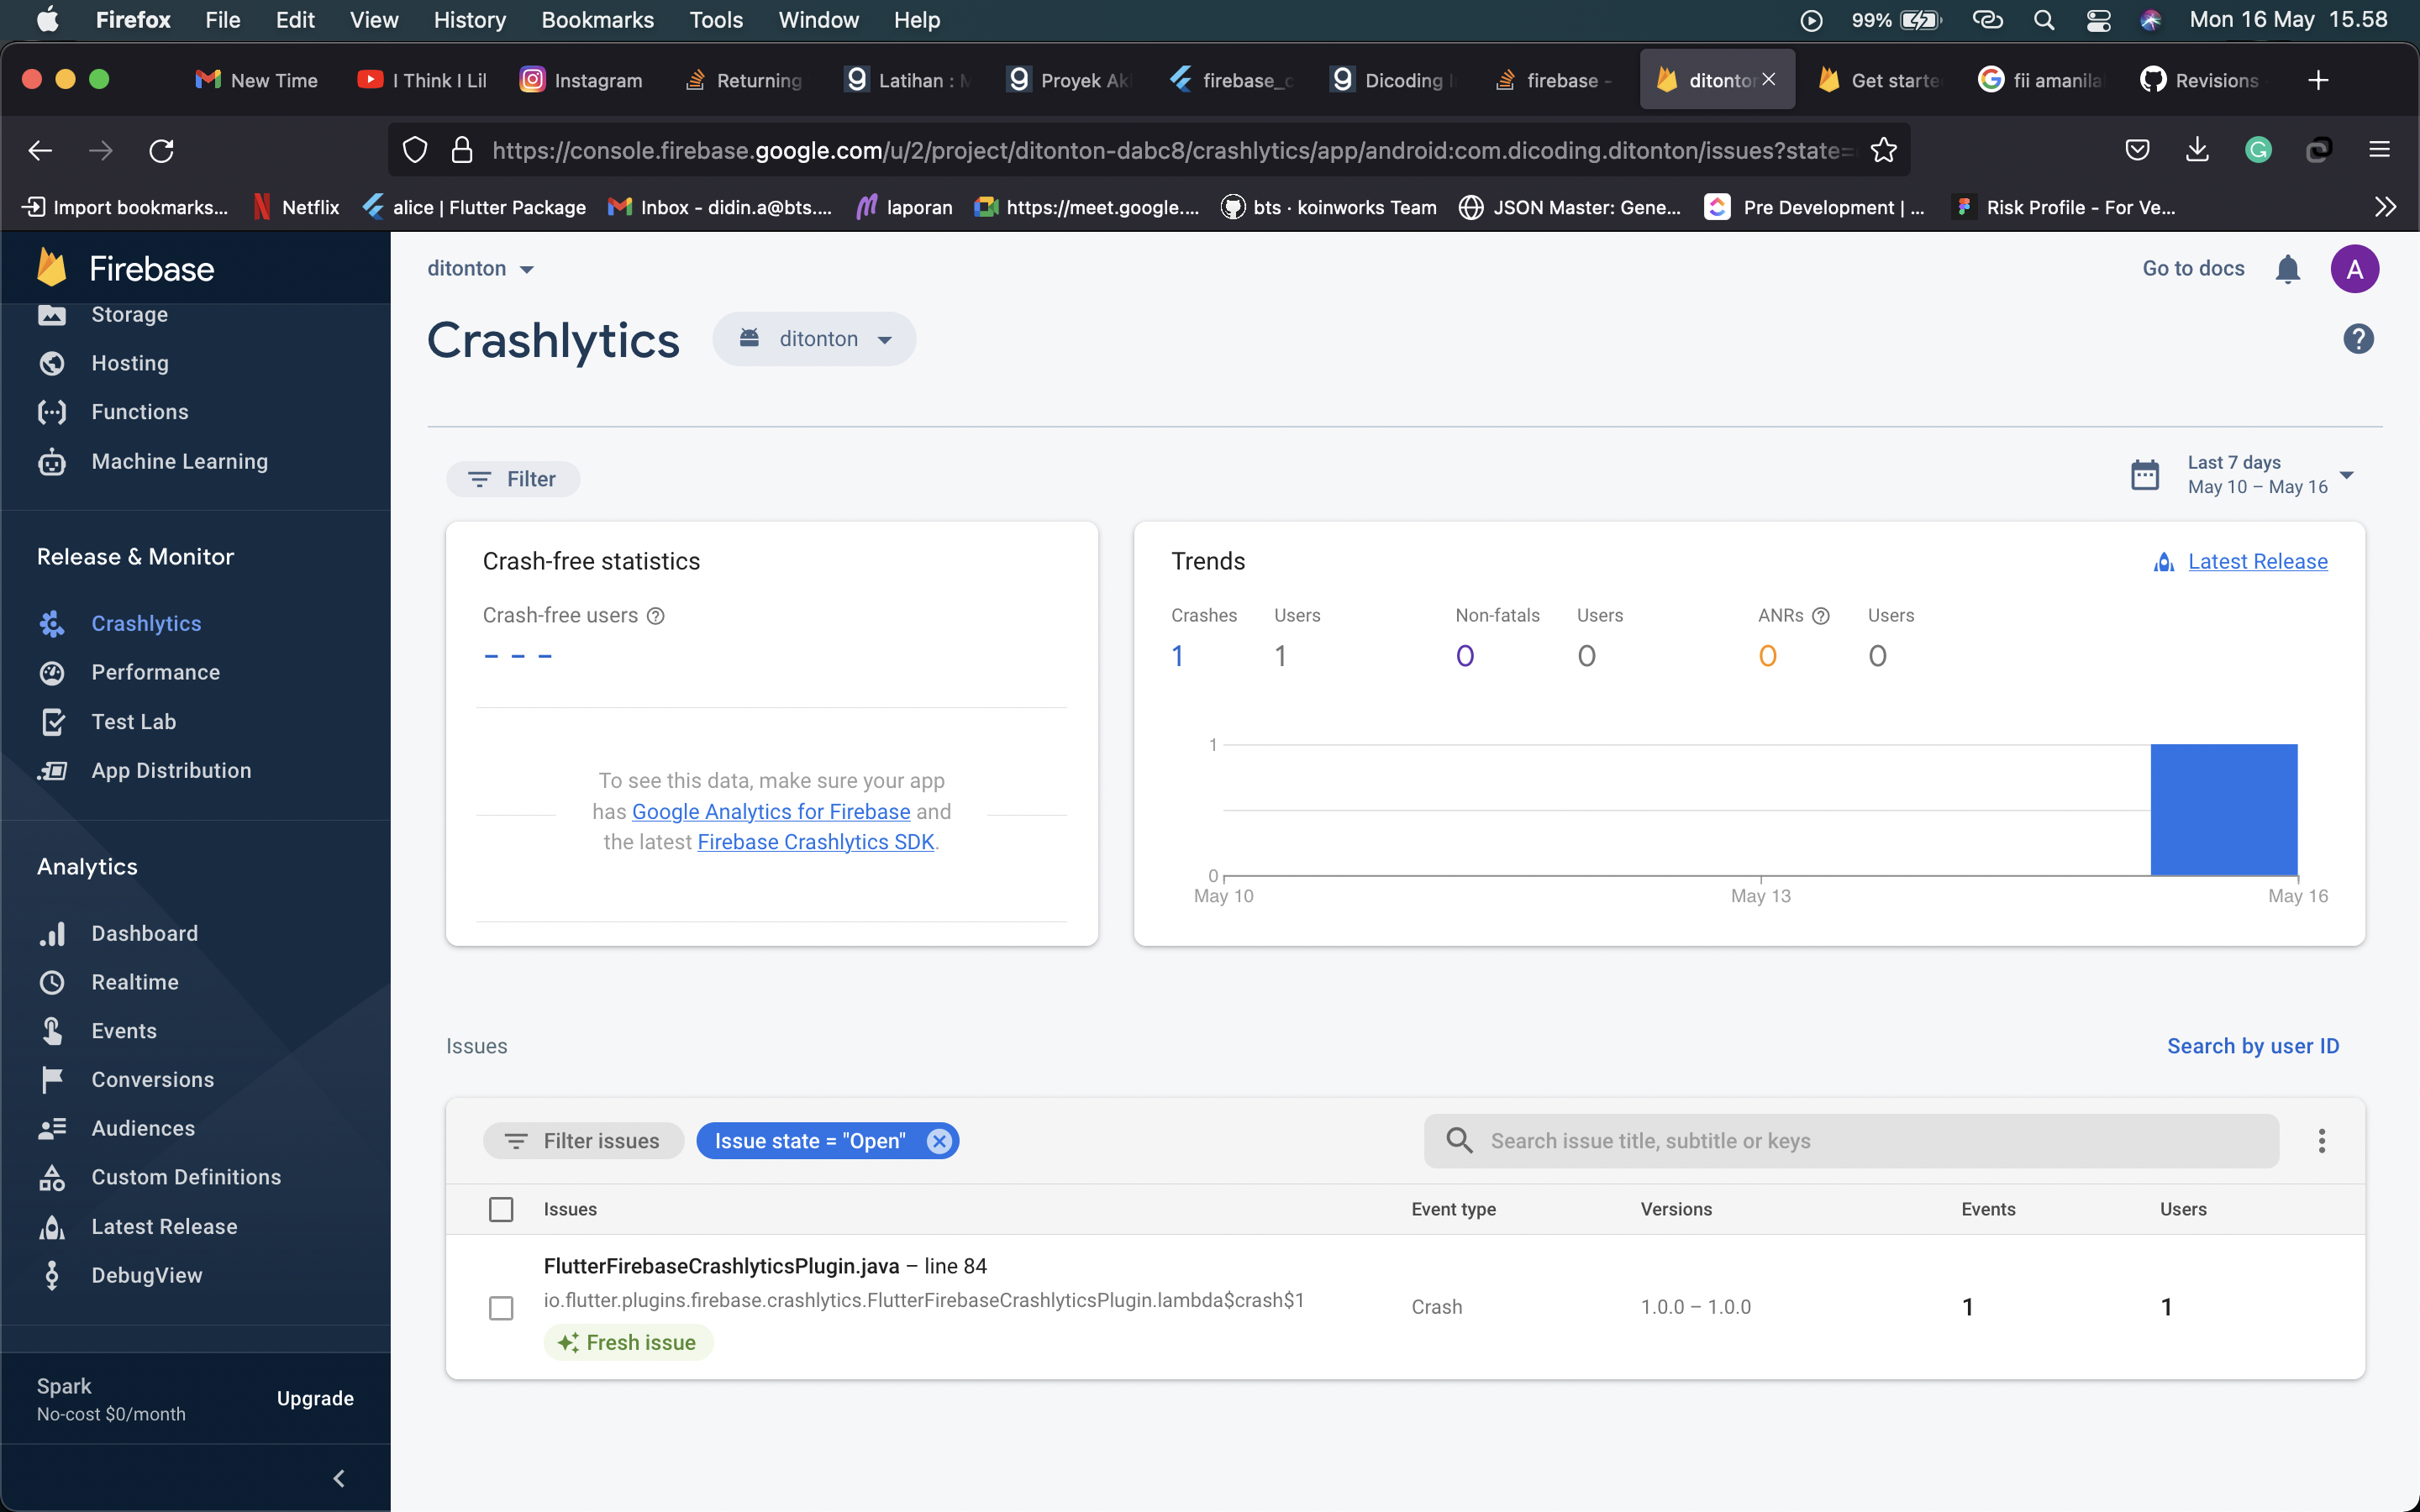 Firefox File Edit View History Bookmarks Tools Window Help 99% Mon 16 May 15.58
New Time I Think I Lil Instagram Returning Latihan : M Proyek Ak firebase_c Dicoding I firebase - ditonton Get starte fii amanila Revisions
https://console.firebase.google.com/u/2/project/ditonton-dabc8/crashlytics/app/android:com.dicoding.ditonton/issues?state=
Import bookmarks... Netflix alice | Flutter Package Inbox - didin.a@bts.... laporan https://meet.google.... bts · koinworks Team JSON Master: Gene... Pre Development | ... Risk Profile - For Ve...
Firebase
Storage
Hosting
Functions
Machine Learning
Release & Monitor
Crashlytics
Performance
Test Lab
App Distribution
Analytics
Dashboard
Realtime
Events
Conversions
Audiences
Custom Definitions
Latest Release
DebugView
Spark
No-cost $0/month
Upgrade
ditonton
Go to docs
A
Crashlytics
ditonton
Filter
Last 7 days
May 10 – May 16
Crash-free statistics
Crash-free users
– – –
To see this data, make sure your app
has Google Analytics for Firebase and
the latest Firebase Crashlytics SDK.
Trends
Latest Release
Crashes Users Non-fatals Users ANRs Users
1 1 0 0 0 0
1
0
May 10 May 13 May 16
Issues
Search by user ID
Filter issues
Issue state = "Open"
Search issue title, subtitle or keys
Issues Event type Versions Events Users
FlutterFirebaseCrashlyticsPlugin.java – line 84
io.flutter.plugins.firebase.crashlytics.FlutterFirebaseCrashlyticsPlugin.lambda$crash$1
Crash 1.0.0 – 1.0.0 1 1
Fresh issue